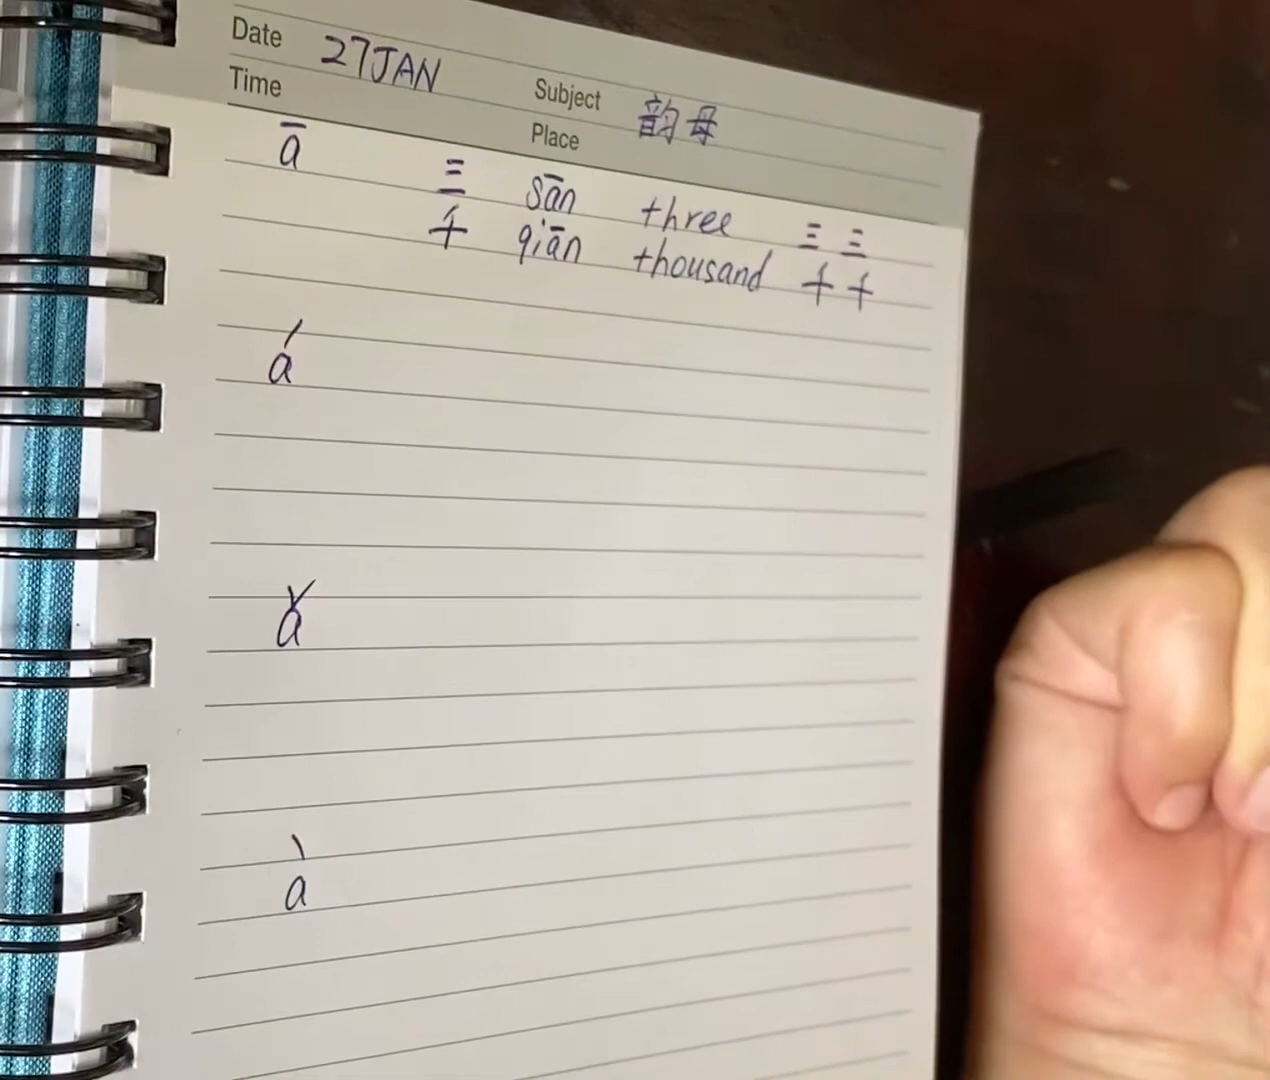 Date 27JAN Subject 韵母
Time Place
ā 三 sān three 三 三
千 qiān thousand 千 千
á
ǎ
à